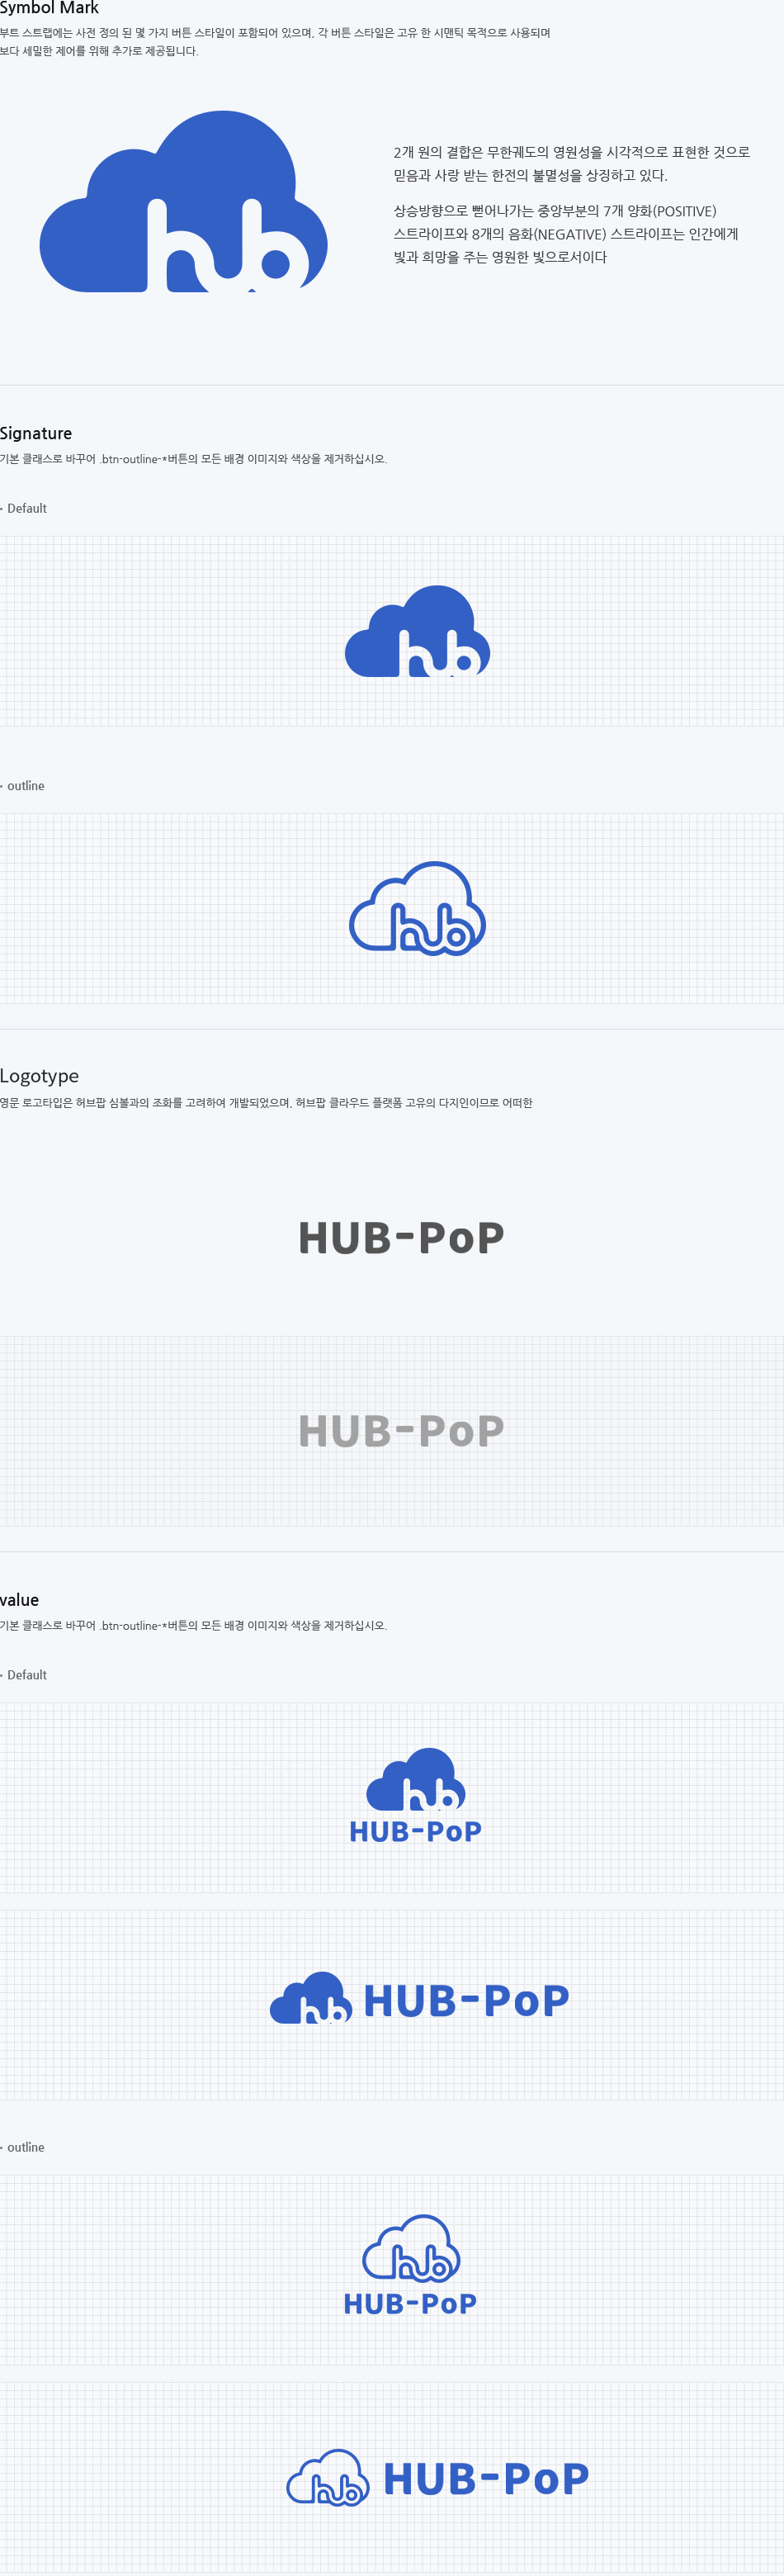 Symbol Mark
부트 스트랩에는 사전 정의 된 몇 가지 버튼 스타일이 포함되어 있으며, 각 버튼 스타일은 고유 한 시맨틱 목적으로 사용되며
보다 세밀한 제어를 위해 추가로 제공됩니다.
hub
2개 원의 결합은 무한궤도의 영원성을 시각적으로 표현한 것으로
믿음과 사랑 받는 한전의 불멸성을 상징하고 있다.
상승방향으로 뻗어나가는 중앙부분의 7개 양화(POSITIVE)
스트라이프와 8개의 음화(NEGATIVE) 스트라이프는 인간에게
빛과 희망을 주는 영원한 빛으로서이다
Signature
기본 클래스로 바꾸어 .btn-outline-*버튼의 모든 배경 이미지와 색상을 제거하십시오.
• Default
hub
• outline
hub
Logotype
영문 로고타입은 허브팝 심볼과의 조화를 고려하여 개발되었으며, 허브팝 클라우드 플랫폼 고유의 디자인이므로 어떠한
HUB-PoP
HUB-PoP
value
기본 클래스로 바꾸어 .btn-outline-*버튼의 모든 배경 이미지와 색상을 제거하십시오.
• Default
hub
HUB-PoP
hub HUB-PoP
• outline
hub
HUB-PoP
hub HUB-PoP